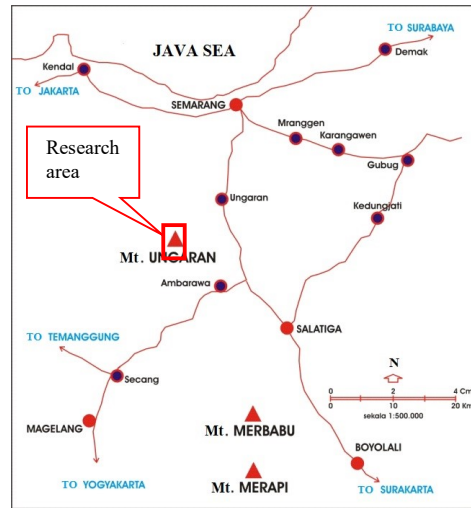 TO SURABAYA
JAVA SEA
Demak
Kendal
TO JAKARTA
SEMARANG
Mranggen
Karangawen
Gubug
Research
area
Ungaran
Kedungjati
Mt. UNGARAN
Ambarawa
SALATIGA
TO TEMANGGUNG
N
Secang
0 2 4 Cm
0 10 20 Km
sekala 1:500.000
MAGELANG
Mt. MERBABU
BOYOLALI
Mt. MERAPI
TO YOGYAKARTA
TO SURAKARTA